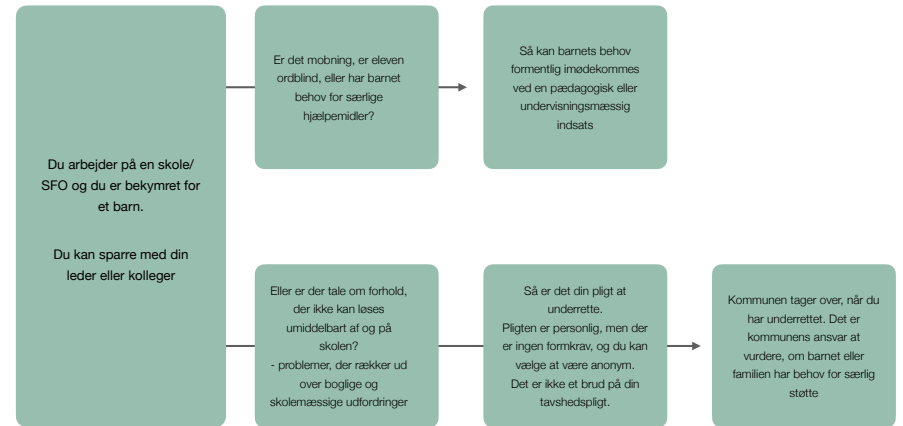 Du arbejder på en skole/
SFO og du er bekymret for
et barn.
Du kan sparre med din
leder eller kolleger
Er det mobning, er eleven
ordblind, eller har barnet
behov for særlige
hjælpemidler?
Så kan barnets behov
formentlig imødekommes
ved en pædagogisk eller
undervisningsmæssig
indsats
Eller er der tale om forhold,
der ikke kan løses
umiddelbart af og på
skolen?
- problemer, der rækker ud
over boglige og
skolemæssige udfordringer
Så er det din pligt at
underrette.
Pligten er personlig, men der
er ingen formkrav, og du kan
vælge at være anonym.
Det er ikke et brud på din
tavshedspligt.
Kommunen tager over, når du
har underrettet. Det er
kommunens ansvar at
vurdere, om barnet eller
familien har behov for særlig
støtte